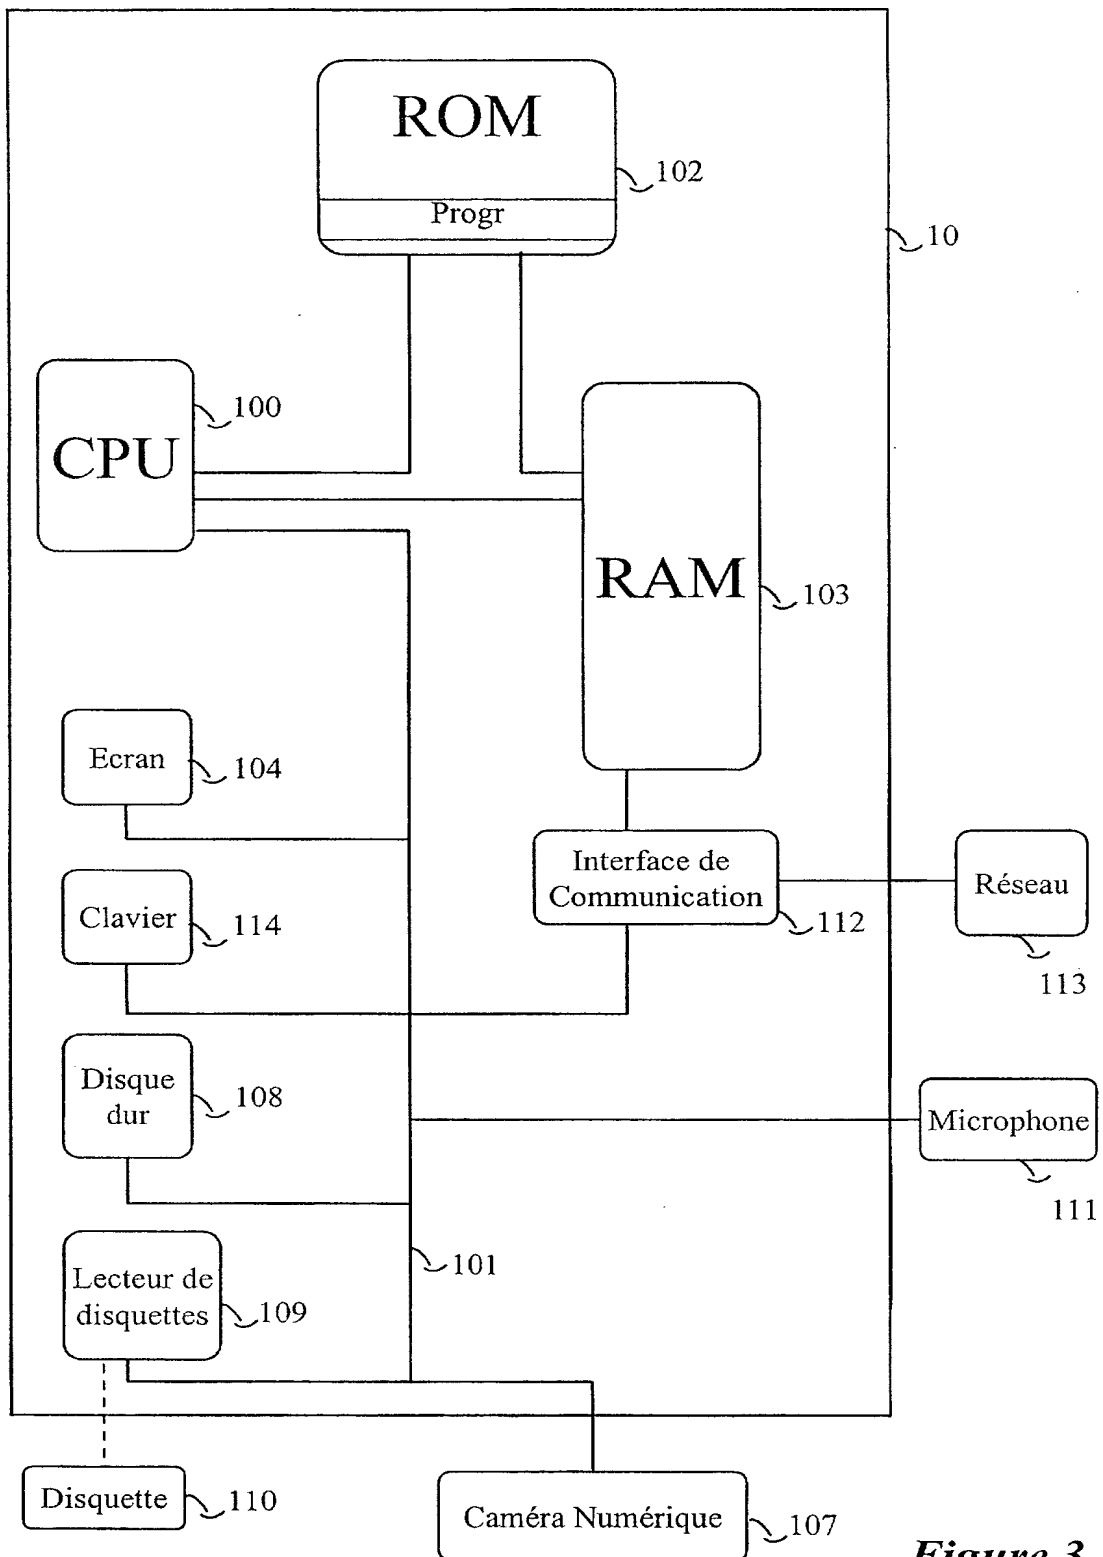 ROM
102
Progr
10
100
CPU
RAM
103
Ecran
104
Interface de
Communication
112
Réseau
113
Clavier
114
Disque
dur
108
Microphone
111
101
Lecteur de
disquettes
109
Disquette
110
Caméra Numérique
107
Figure 3